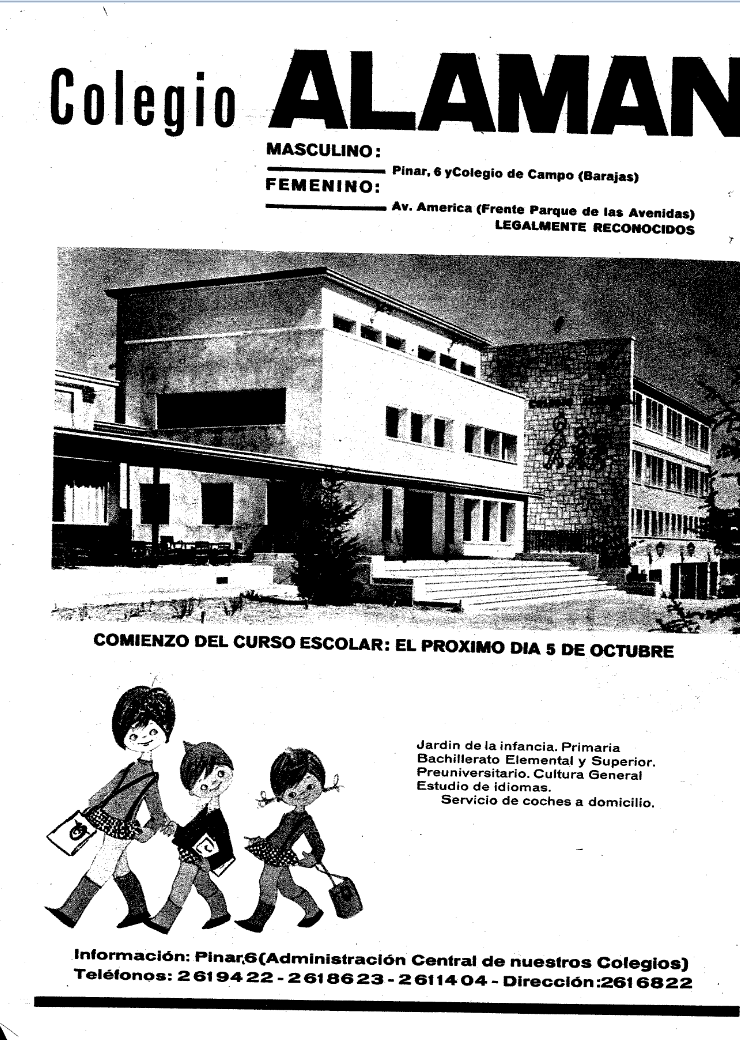 Colegio ALAMAN
MASCULINO:
Pinar, 6 yColegio de Campo (Barajas)
FEMENINO:
Av. America (Frente Parque de las Avenidas)
LEGALMENTE RECONOCIDOS
COMIENZO DEL CURSO ESCOLAR: EL PROXIMO DIA 5 DE OCTUBRE
Jardin de la infancia. Primaria
Bachillerato Elemental y Superior.
Preuniversitario. Cultura General
Estudio de idiomas.
Servicio de coches a domicilio.
Información: Pinar,6(Administración Central de nuestros Colegios)
Teléfonos: 2619422-2618623-2611404-Dirección:2616822